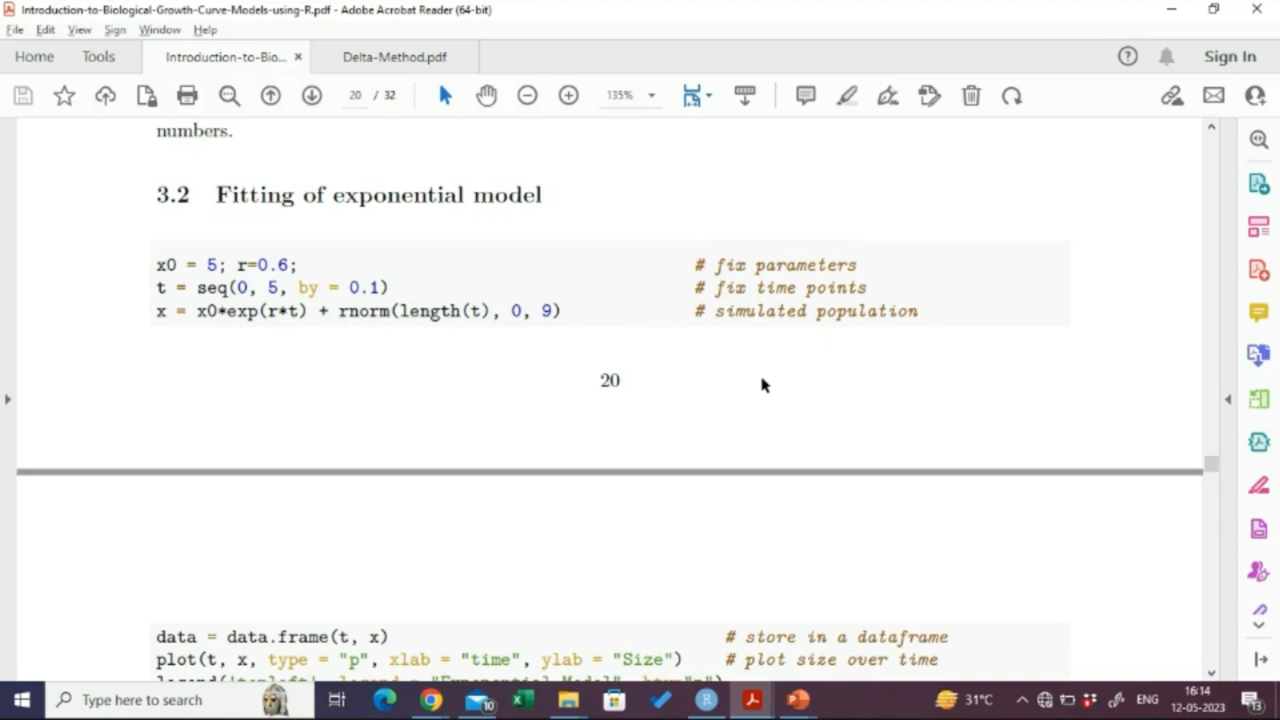 Introduction-to-Biological-Growth-Curve-Models-using-R.pdf - Adobe Acrobat Reader (64-bit)
File Edit View Sign Window Help
Home Tools Introduction-to-Bio... × Delta-Method.pdf Sign In
20 / 32 135%
numbers.
3.2 Fitting of exponential model
x0 = 5; r=0.6; # fix parameters
t = seq(0, 5, by = 0.1) # fix time points
x = x0*exp(r*t) + rnorm(length(t), 0, 9) # simulated population
20
data = data.frame(t, x) # store in a dataframe
plot(t, x, type = "p", xlab = "time", ylab = "Size") # plot size over time
Type here to search 10 31°C ENG 16:14
12-05-2023 13